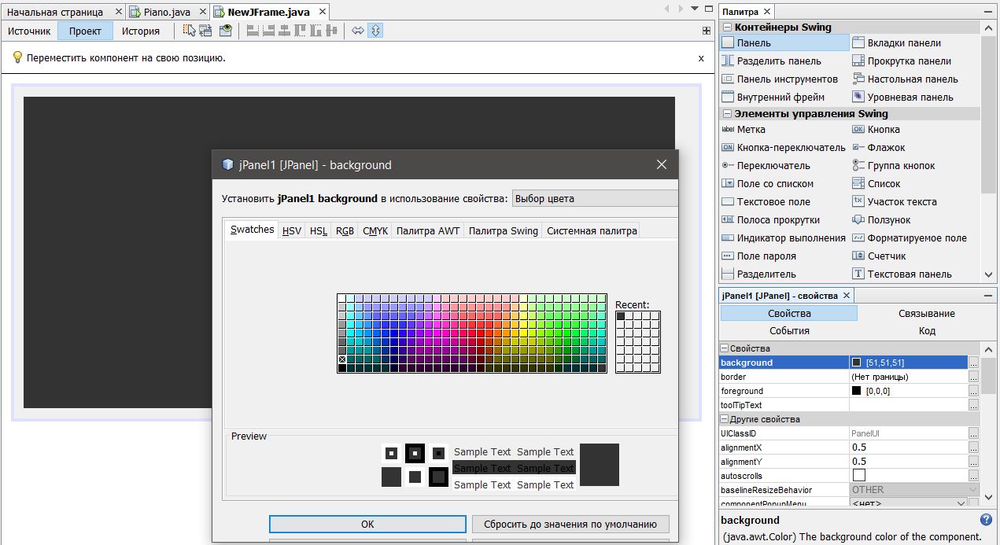 Начальная страница
Piano.java
NewJFrame.java
Источник Проект История
Переместить компонент на свою позицию.
x
jPanel1 [JPanel] - background
Установить jPanel1 background в использование свойства: Выбор цвета
Swatches HSV HSL RGB CMYK Палитра AWT Палитра Swing Системная палитра
Recent:
Preview
Sample Text Sample Text
Sample Text Sample Text
Sample Text Sample Text
OK Сбросить до значения по умолчанию
Палитра
Контейнеры Swing
Панель Вкладки панели
Разделить панель Прокрутка панели
Панель инструментов Настольная панель
Внутренний фрейм Уровневая панель
Элементы управления Swing
label Метка OK Кнопка
ON Кнопка-переключатель Флажок
Переключатель Группа кнопок
Поле со списком Список
Текстовое поле Участок текста
Полоса прокрутки Ползунок
Индикатор выполнения Форматируемое поле
Поле пароля Счетчик
Разделитель Текстовая панель
jPanel1 [JPanel] - свойства
Свойства Связывание
События Код
Свойства
background [51,51,51] ...
border (Нет границы) ...
foreground [0,0,0] ...
toolTipText ...
Другие свойства
UIClassID PanelUI ...
alignmentX 0.5 ...
alignmentY 0.5 ...
autoscrolls ...
baselineResizeBehavior OTHER
componentPopupMenu <нет>
background
(java.awt.Color) The background color of the component.